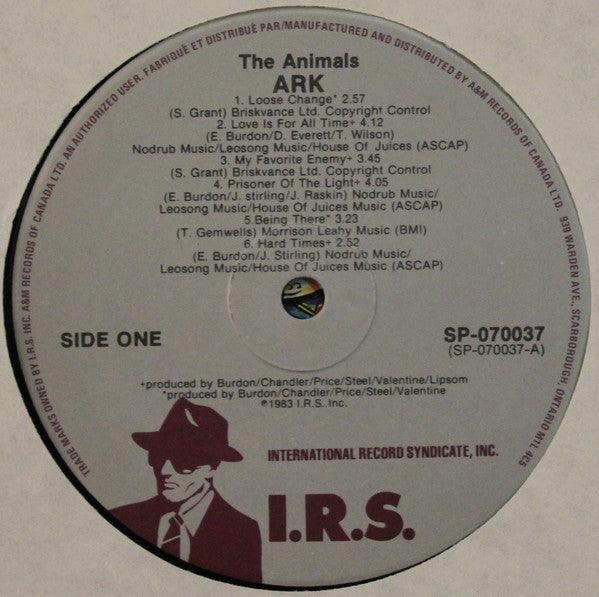 TRADE MARKS OWNED BY I.R.S. INC. A&M RECORDS OF CANADA LTD. AN AUTHORIZED USER. FABRIQUÉ ET DISTRIBUÉ PAR/MANUFACTURED AND DISTRIBUTED BY A&M RECORDS OF CANADA LTD. 939 WARDEN AVE., SCARBOROUGH, ONTARIO M1L 4C5
The Animals
ARK
1. Loose Change* 2.57
(S. Grant) Briskvance Ltd. Copyright Control
2. Love Is For All Time+ 4.12
(E. Burdon/D. Everett/T. Wilson)
Nodrub Music/Leosong Music/House Of Juices (ASCAP)
3. My Favorite Enemy+ 3.45
(S. Grant) Briskvance Ltd. Copyright Control
4. Prisoner Of The Light+ 4.05
(E. Burdon/J. stirling/J. Raskin) Nodrub Music/
Leosong Music/House Of Juices Music (ASCAP)
5.Being There* 3.23
(T. Gemwells) Morrison Leahy Music (BMI)
6. Hard Times+ 2.52
(E. Burdon/J. Stirling) Nodrub Music/
Leosong Music/House Of Juices Music (ASCAP)
SIDE ONE
SP-070037
(SP-070037-A)
+produced by Burdon/Chandler/Price/Steel/Valentine/Lipsom
*produced by Burdon/Chandler/Price/Steel/Valentine
℗1983 I.R.S. Inc.
INTERNATIONAL RECORD SYNDICATE, INC.
I.R.S.